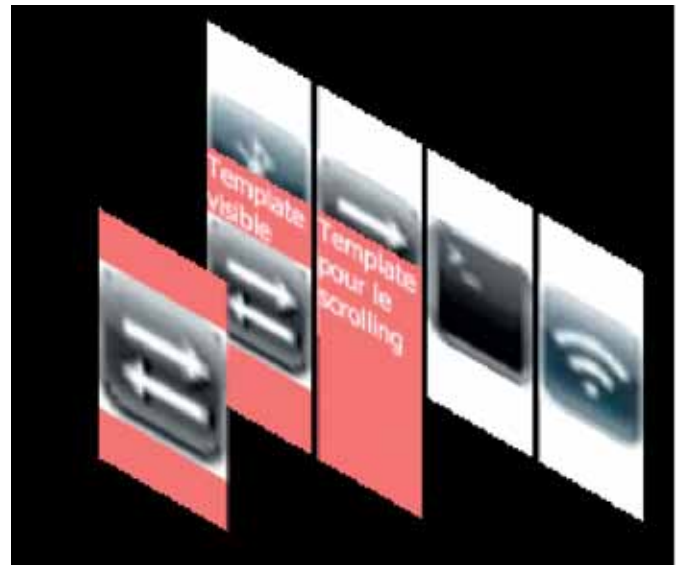 Template
visible
Template
pour le
scrolling